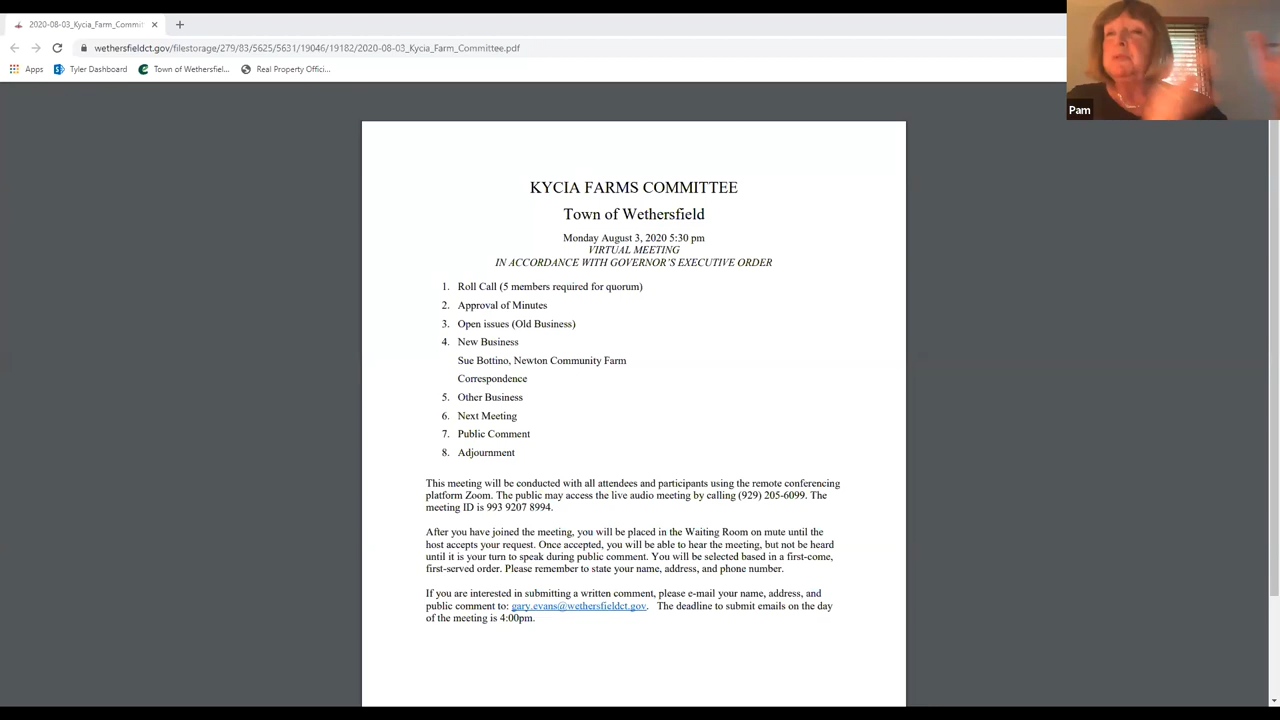 2020-08-03_Kycia_Farm_Committ
wethersfieldct.gov/filestorage/279/83/5625/5631/19046/19182/2020-08-03_Kycia_Farm_Committee.pdf
Apps Tyler Dashboard Town of Wethersfiel... Real Property Offici...
Pam
KYCIA FARMS COMMITTEE
Town of Wethersfield
Monday August 3, 2020 5:30 pm
VIRTUAL MEETING
IN ACCORDANCE WITH GOVERNOR'S EXECUTIVE ORDER
1. Roll Call (5 members required for quorum)
2. Approval of Minutes
3. Open issues (Old Business)
4. New Business
Sue Bottino, Newton Community Farm
Correspondence
5. Other Business
6. Next Meeting
7. Public Comment
8. Adjournment
This meeting will be conducted with all attendees and participants using the remote conferencing
platform Zoom. The public may access the live audio meeting by calling (929) 205-6099. The
meeting ID is 993 9207 8994.
After you have joined the meeting, you will be placed in the Waiting Room on mute until the
host accepts your request. Once accepted, you will be able to hear the meeting, but not be heard
until it is your turn to speak during public comment. You will be selected based in a first-come,
first-served order. Please remember to state your name, address, and phone number.
If you are interested in submitting a written comment, please e-mail your name, address, and
public comment to: gary.evans@wethersfieldct.gov. The deadline to submit emails on the day
of the meeting is 4:00pm.